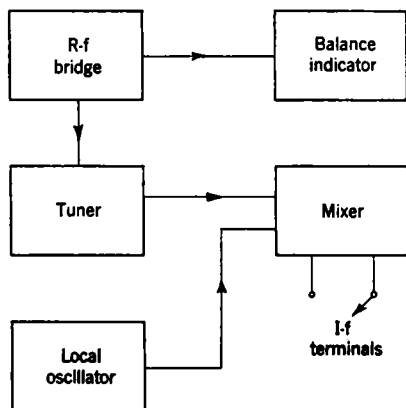 R-f
bridge
Balance
indicator
Tuner
Mixer
I-f
terminals
Local
oscillator